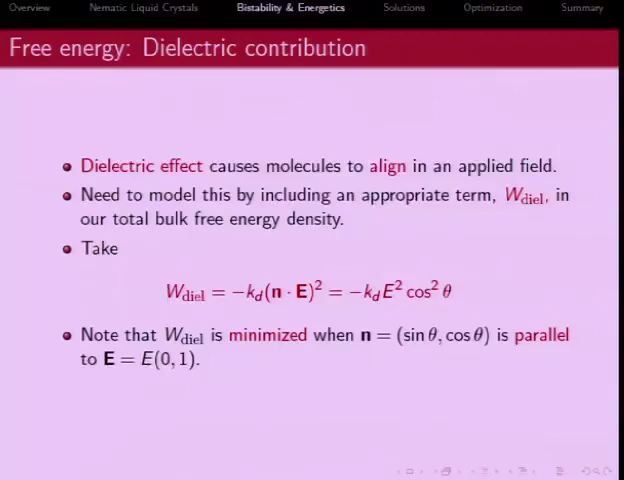 Overview Nematic Liquid Crystals Bistability & Energetics Solutions Optimization Summary
Free energy: Dielectric contribution
Dielectric effect causes molecules to align in an applied field.
Need to model this by including an appropriate term, W_diel, in
our total bulk free energy density.
Take
W_diel = −k_d(n · E)² = −k_d E² cos² θ
Note that W_diel is minimized when n = (sin θ, cos θ) is parallel
to E = E(0, 1).